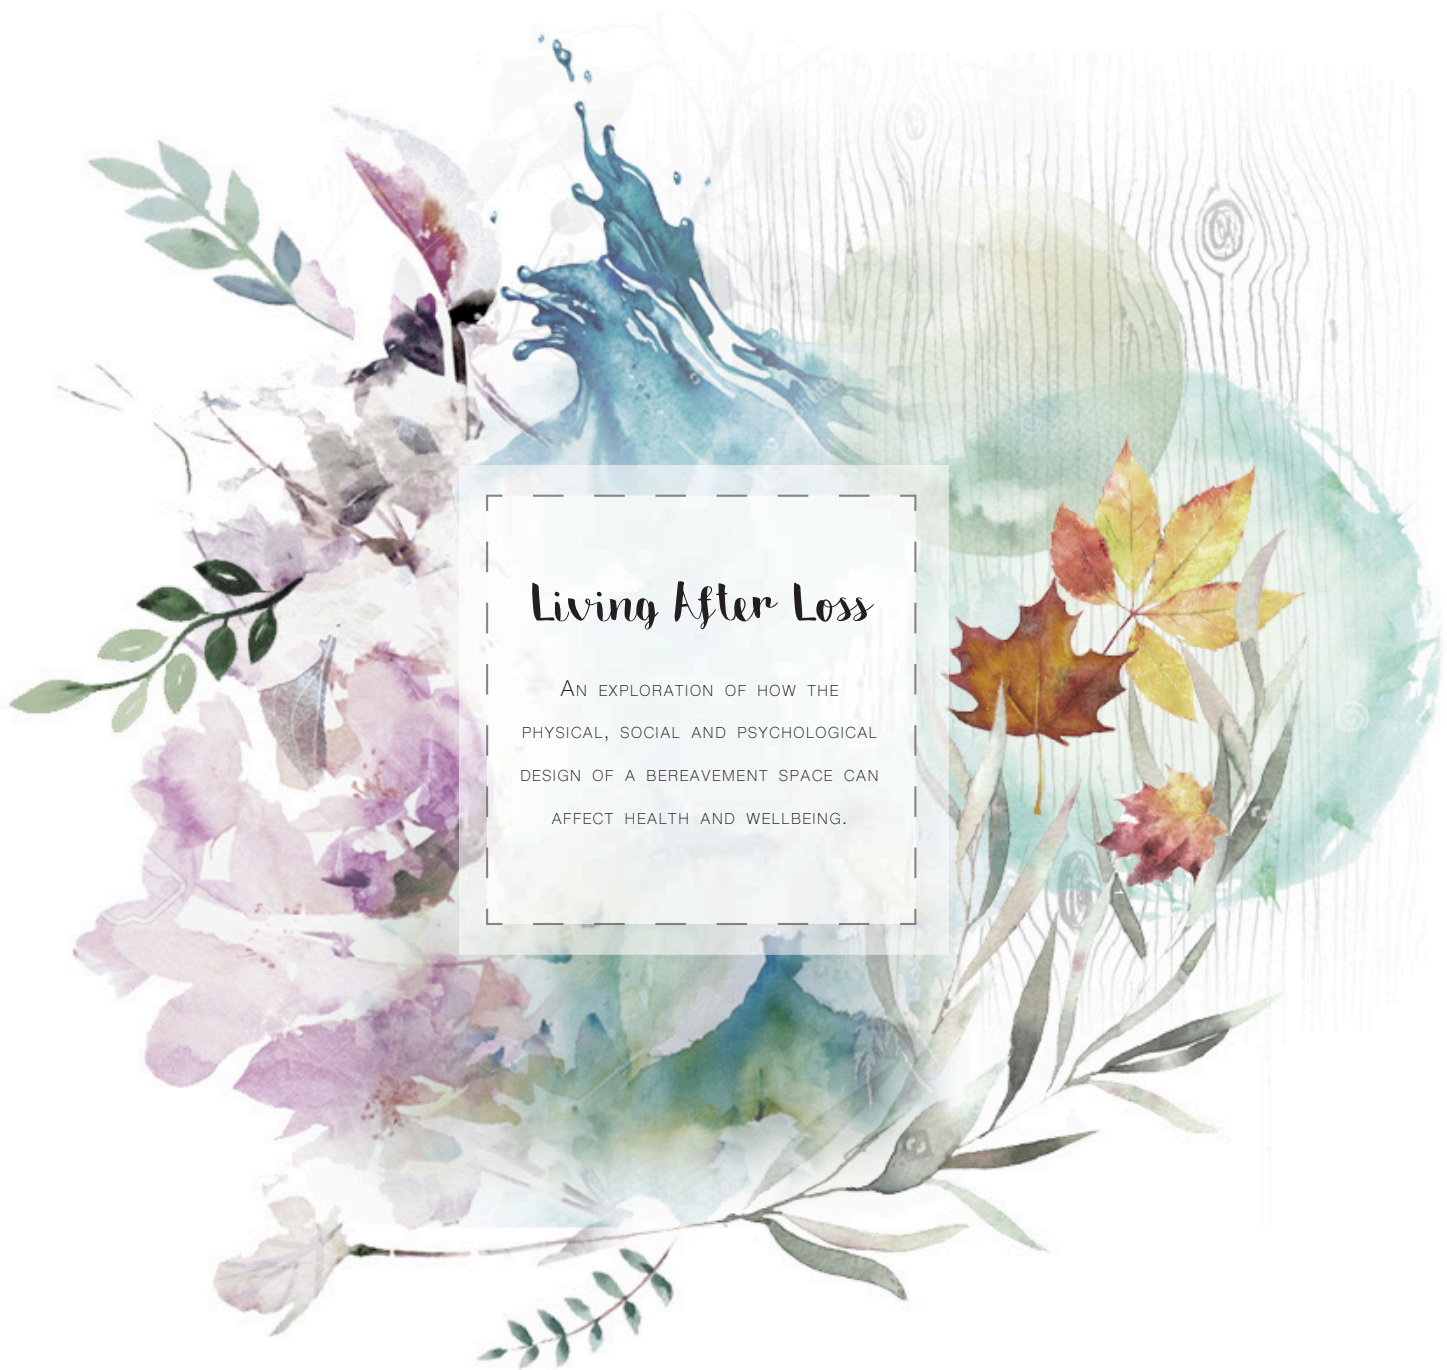 Living After Loss
An exploration of how the
physical, social and psychological
design of a bereavement space can
affect health and wellbeing.